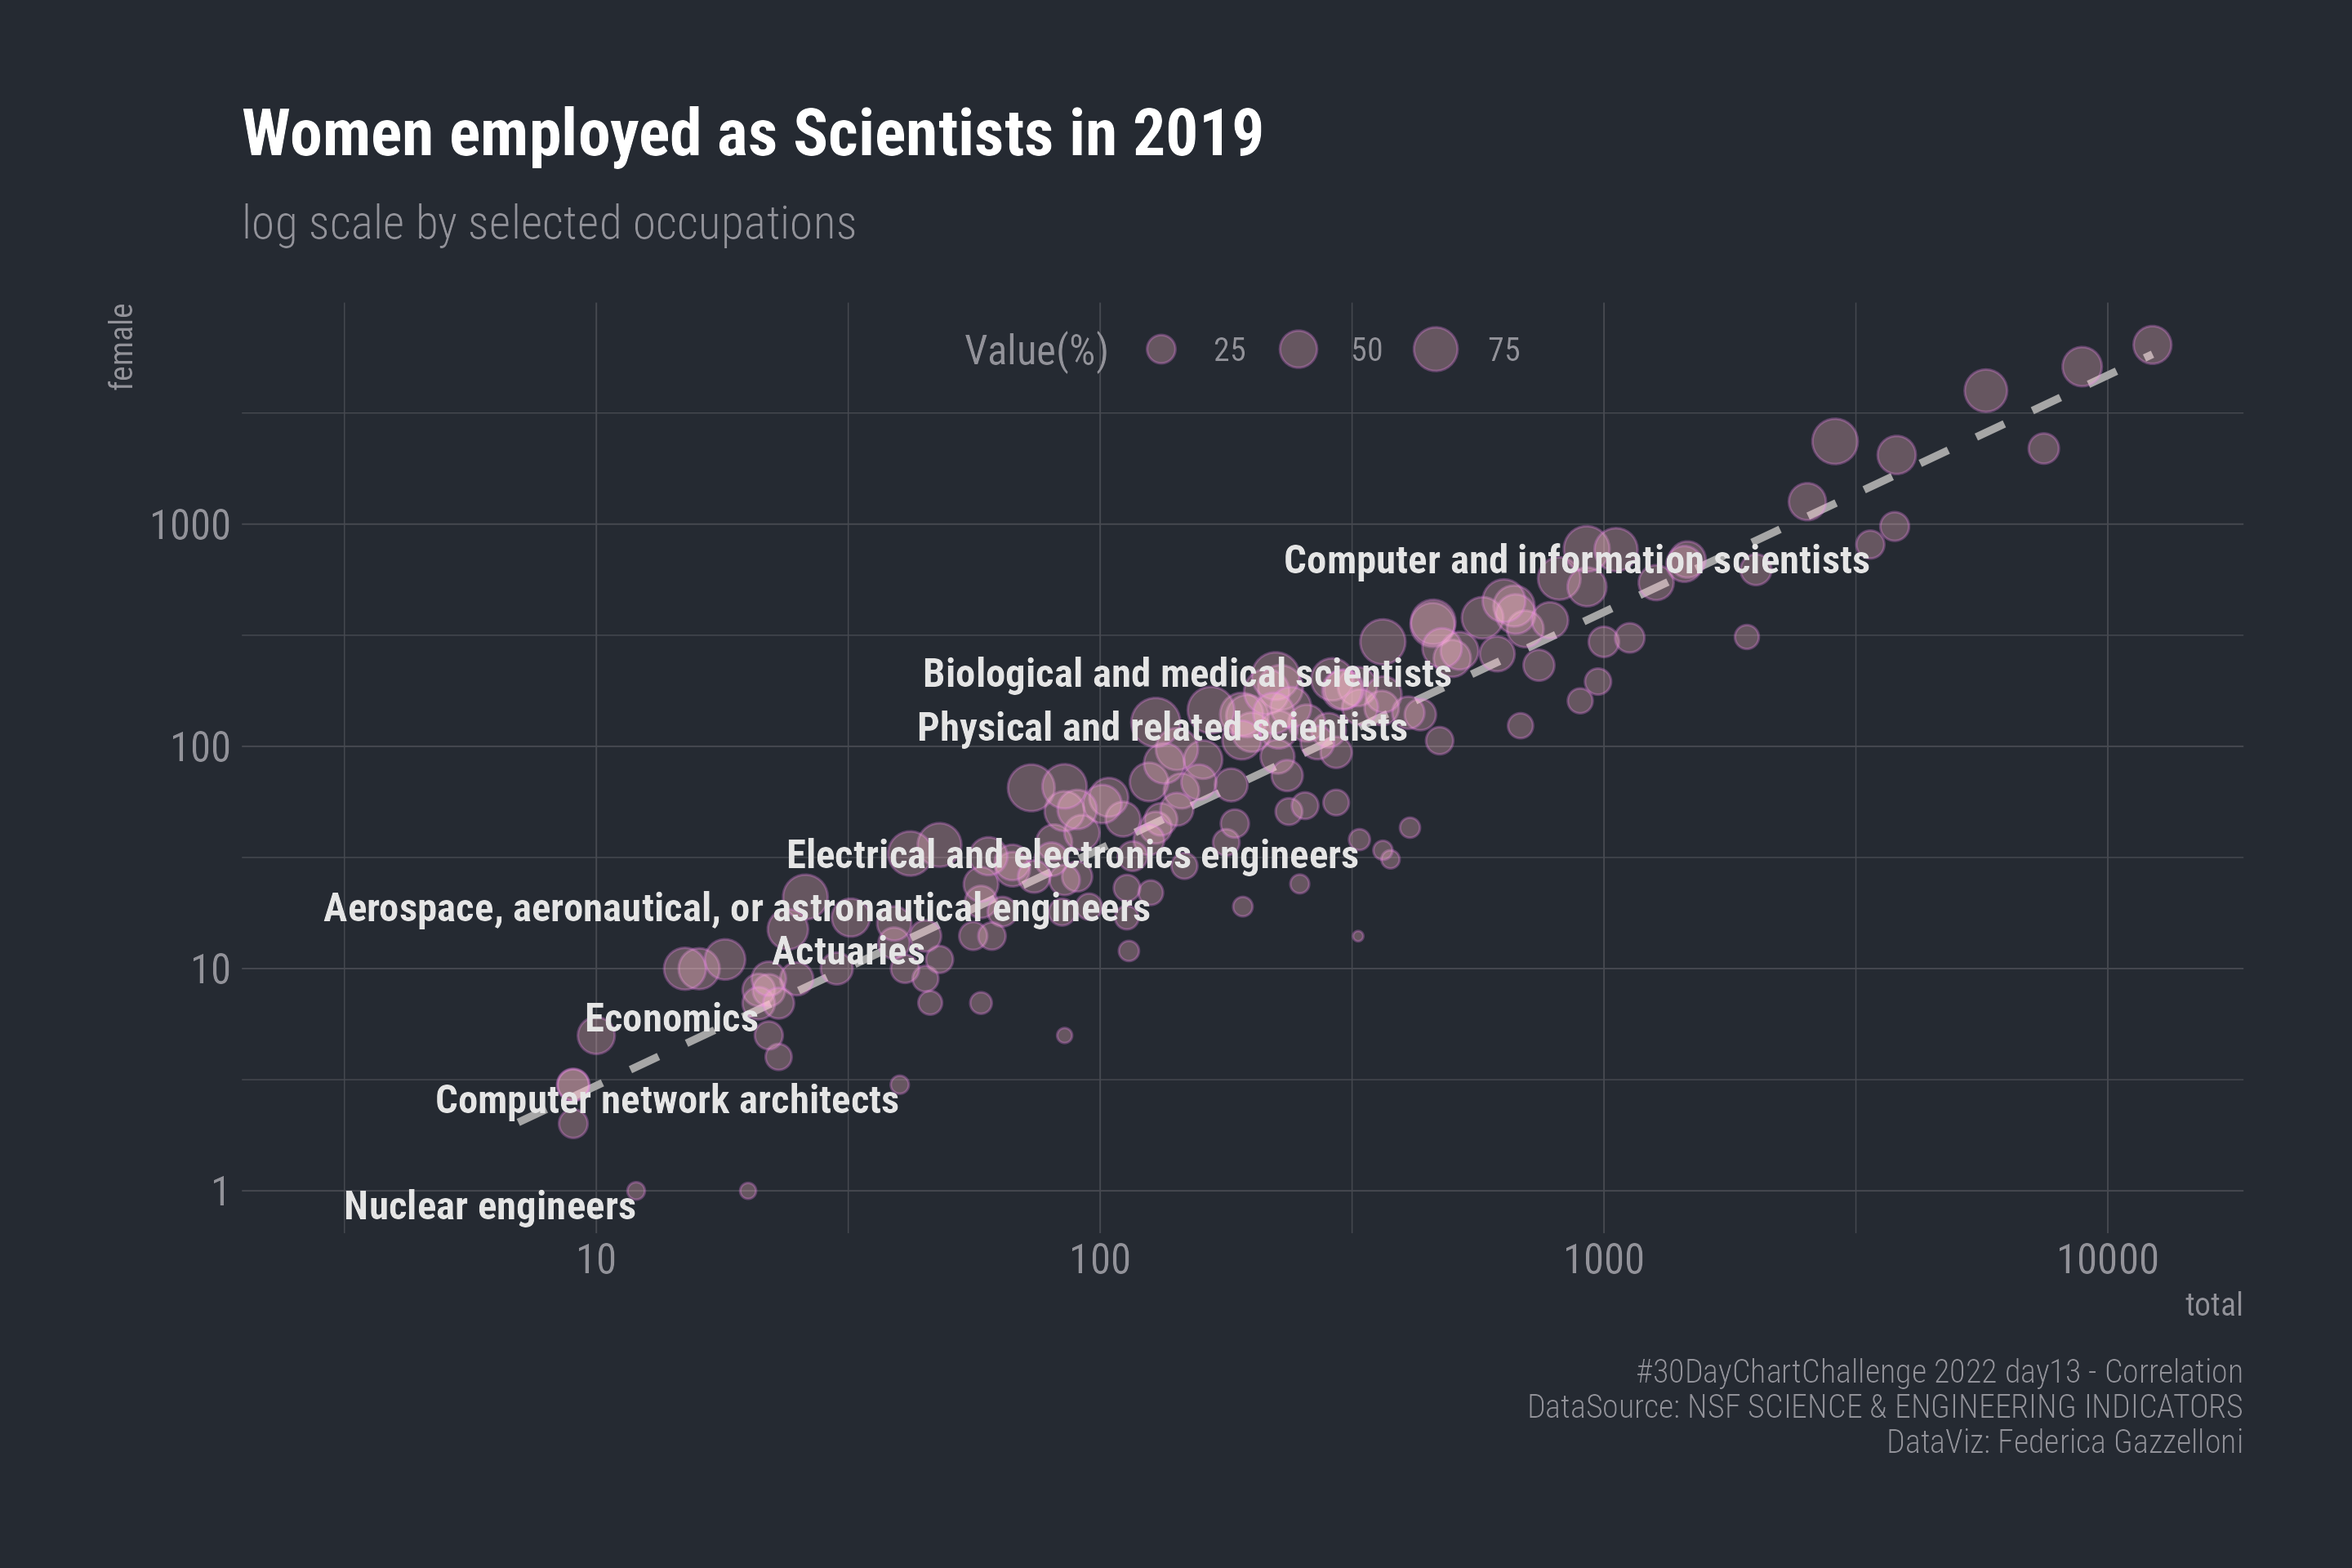 Women employed as Scientists in 2019
log scale by selected occupations
female
Value(%) 25 50 75
1000
Computer and information scientists
Biological and medical scientists
Physical and related scientists
100
Electrical and electronics engineers
Aerospace, aeronautical, or astronautical engineers
Actuaries
10
Economics
Computer network architects
1
Nuclear engineers
10 100 1000 10000
total
#30DayChartChallenge 2022 day13 - Correlation
DataSource: NSF SCIENCE & ENGINEERING INDICATORS
DataViz: Federica Gazzelloni